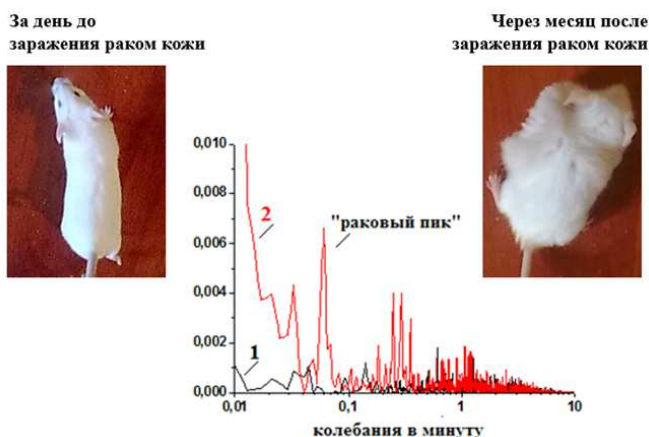 За день до
заражения раком кожи
Через месяц после
заражения раком кожи
0,010
0,008
0,006
0,004
0,002
0,000
2
"раковый пик"
1
0,01
0,1
1
10
колебания в минуту